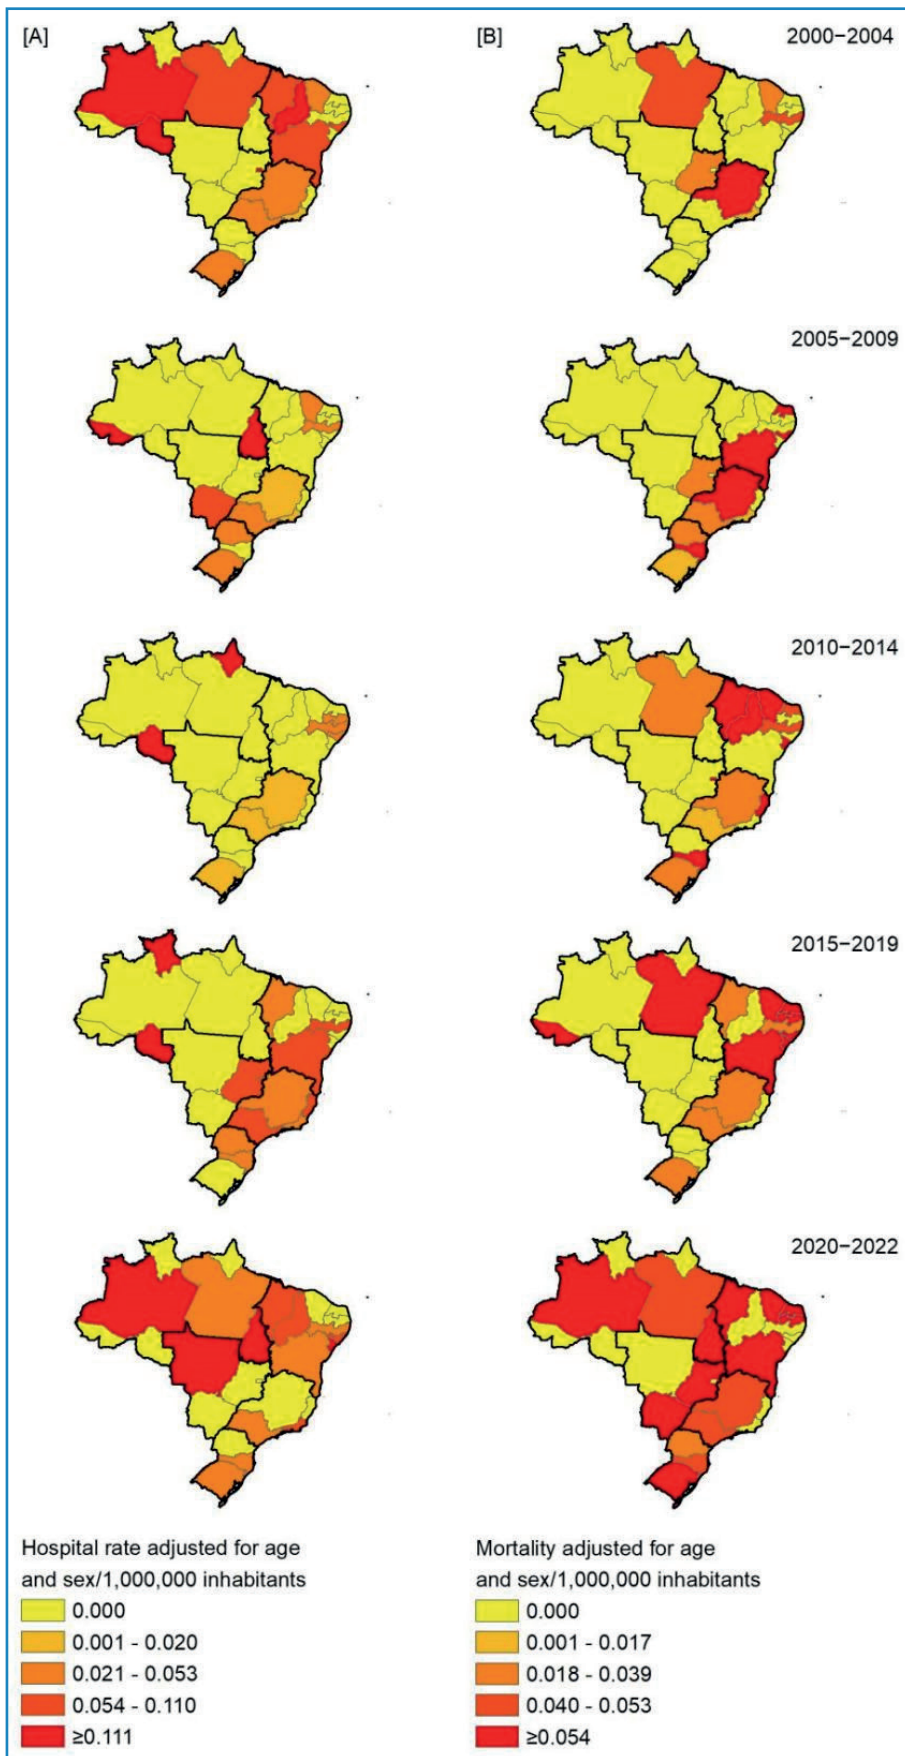 [A]
[B]
2000−2004
2005−2009
2010−2014
2015−2019
2020−2022
Hospital rate adjusted for age
and sex/1,000,000 inhabitants
0.000
0.001 - 0.020
0.021 - 0.053
0.054 - 0.110
≥0.111
Mortality adjusted for age
and sex/1,000,000 inhabitants
0.000
0.001 - 0.017
0.018 - 0.039
0.040 - 0.053
≥0.054